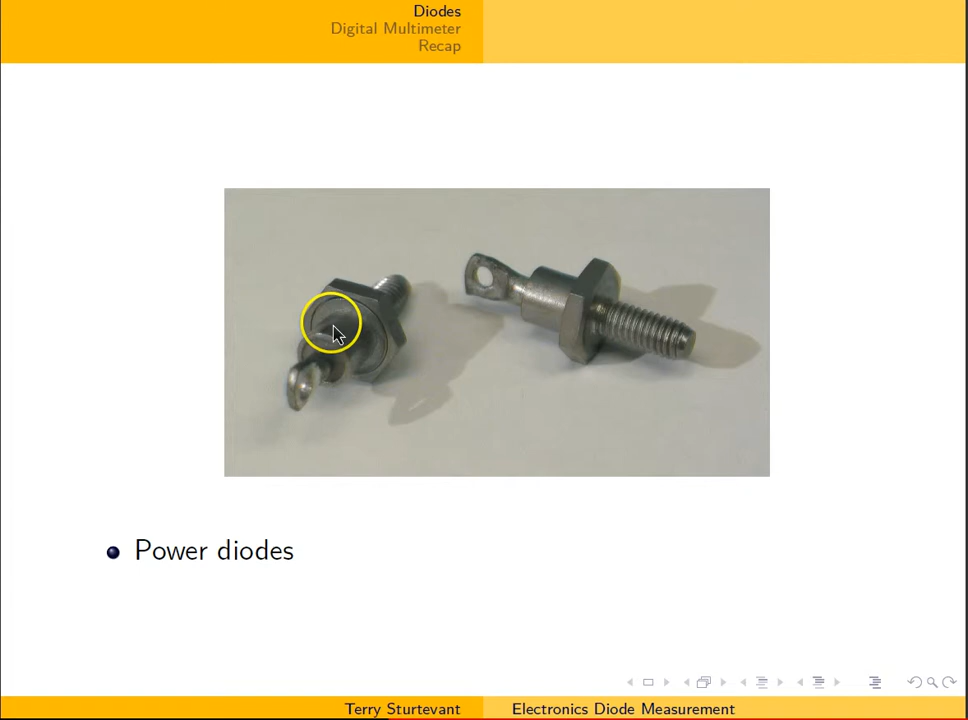 Diodes
Digital Multimeter
Recap
Power diodes
Terry Sturtevant
Electronics Diode Measurement